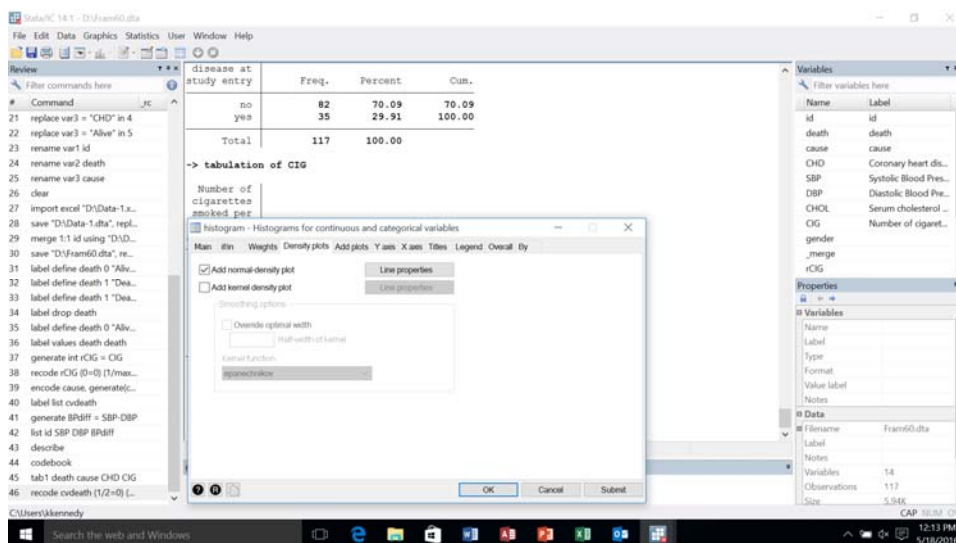 Stata/IC 14.1 - D:\Fram60.dta
File Edit Data Graphics Statistics User Window Help
Review
Filter commands here
# Command _rc
21 replace var3 = "CHD" in 4
22 replace var3 = "Alive" in 5
23 rename var1 id
24 rename var2 death
25 rename var3 cause
26 clear
27 import excel "D:\Data-1.x...
28 save "D:\Data-1.dta", repl...
29 merge 1:1 id using "D:\D...
30 save "D:\Fram60.dta", re...
31 label define death 0 "Aliv...
32 label define death 1 "Dea...
33 label define death 1 "Dea...
34 label drop death
35 label define death 0 "Aliv...
36 label values death death
37 generate int rCIG = CIG
38 recode rCIG (0=0) (1/max...
39 encode cause, generate(c...
40 label list cvdeath
41 generate BPdiff = SBP-DBP
42 list id SBP DBP BPdiff
43 describe
44 codebook
45 tab1 death cause CHD CIG
46 recode cvdeath (1/2=0) (...
disease at
study entry Freq. Percent Cum.
no 82 70.09 70.09
yes 35 29.91 100.00
Total 117 100.00
-> tabulation of CIG
Number of
cigarettes
smoked per
histogram - Histograms for continuous and categorical variables
Main if/in Weights Density plots Add plots Y axis X axis Titles Legend Overall By
Add normal-density plot Line properties
Add kernel density plot Line properties
Smoothing options
Override optimal width
Half-width of kernel
Kernel function
epanechnikov
OK Cancel Submit
Variables
Filter variables here
Name Label
id id
death death
cause cause
CHD Coronary heart dis...
SBP Systolic Blood Pres...
DBP Diastolic Blood Pre...
CHOL Serum cholesterol ...
CIG Number of cigaret...
gender
_merge
rCIG
Properties
Variables
Name
Label
Type
Format
Value label
Notes
Data
Filename Fram60.dta
Label
Notes
Variables 14
Observations 117
Size 5.94K
C:\Users\kkennedy
CAP NUM
Search the web and Windows
12:13 PM
5/18/2016